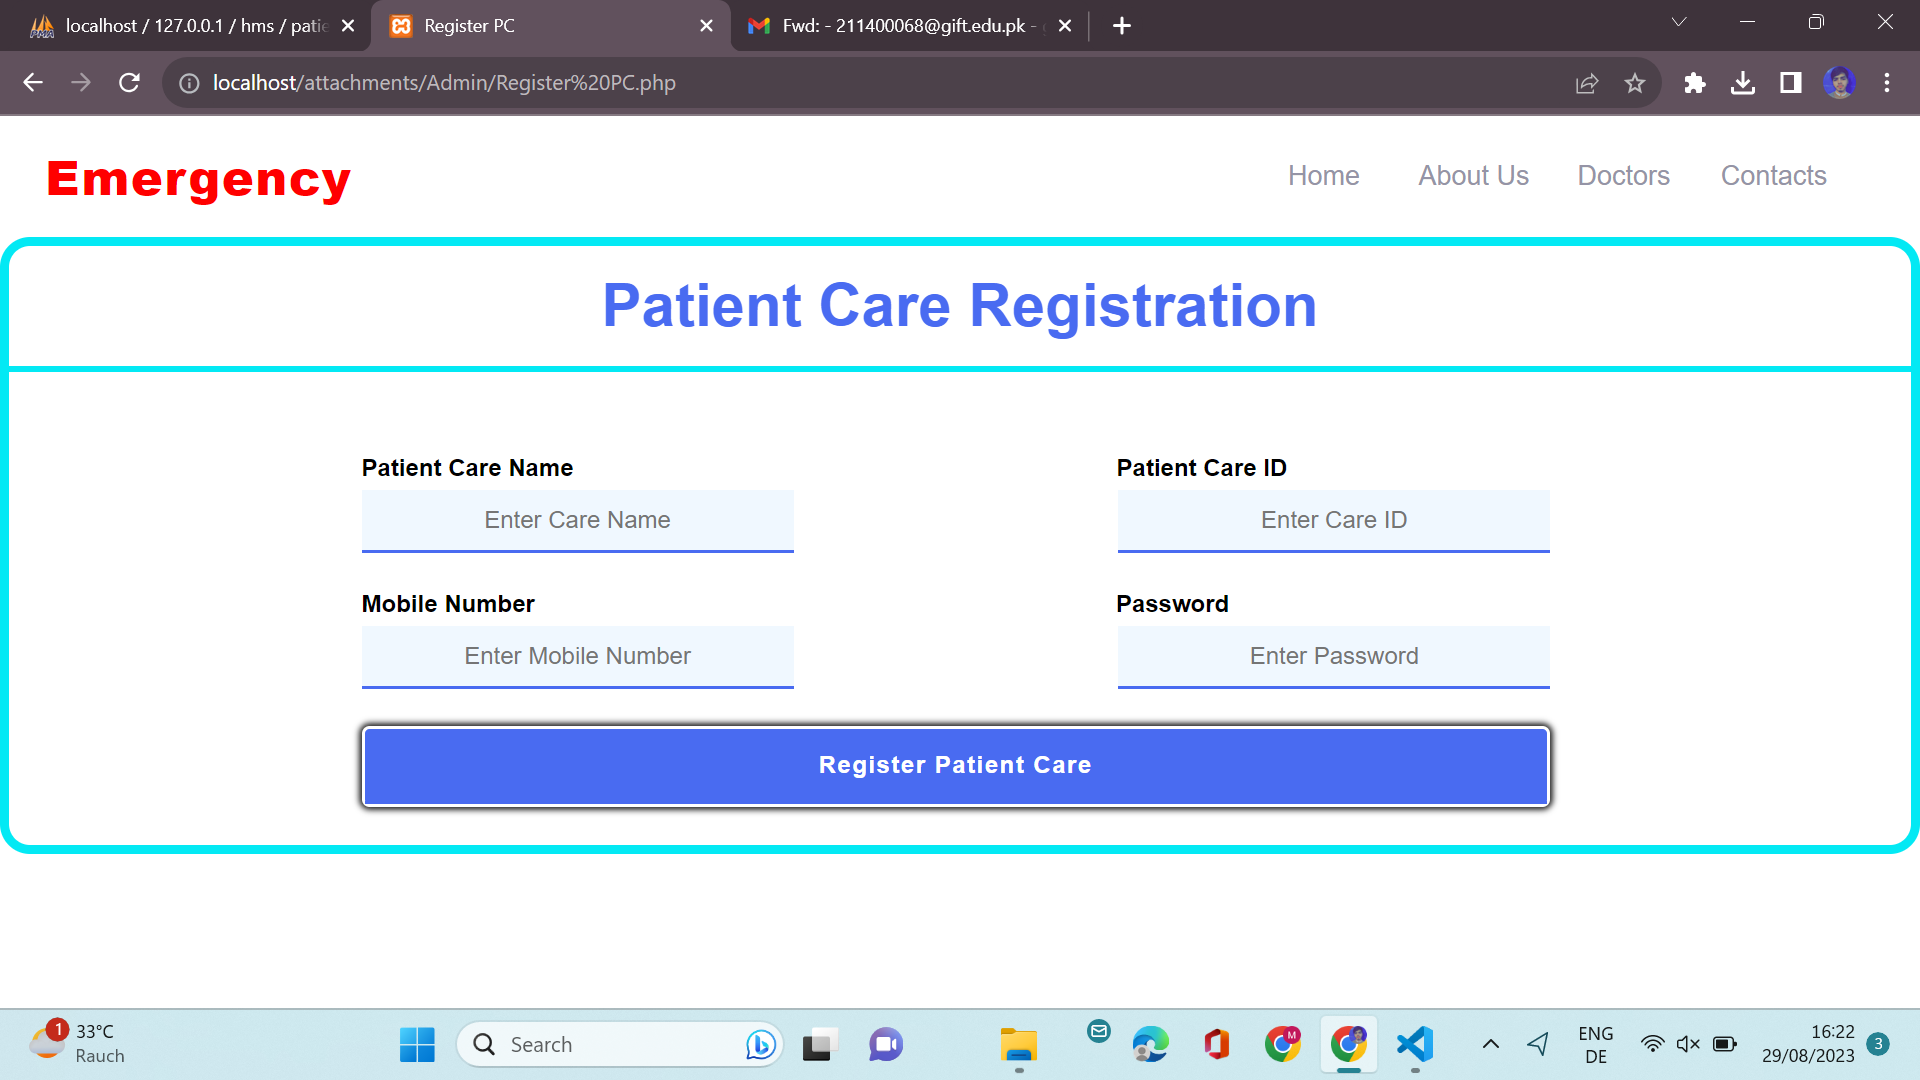 localhost / 127.0.0.1 / hms / patie
Register PC
Fwd: - 211400068@gift.edu.pk -
localhost/attachments/Admin/Register%20PC.php
Emergency
Home
About Us
Doctors
Contacts
Patient Care Registration
Patient Care Name
Patient Care ID
Enter Care Name
Enter Care ID
Mobile Number
Password
Enter Mobile Number
Enter Password
Register Patient Care
1
33°C
Rauch
Search
M
ENG
DE
16:22
29/08/2023
3